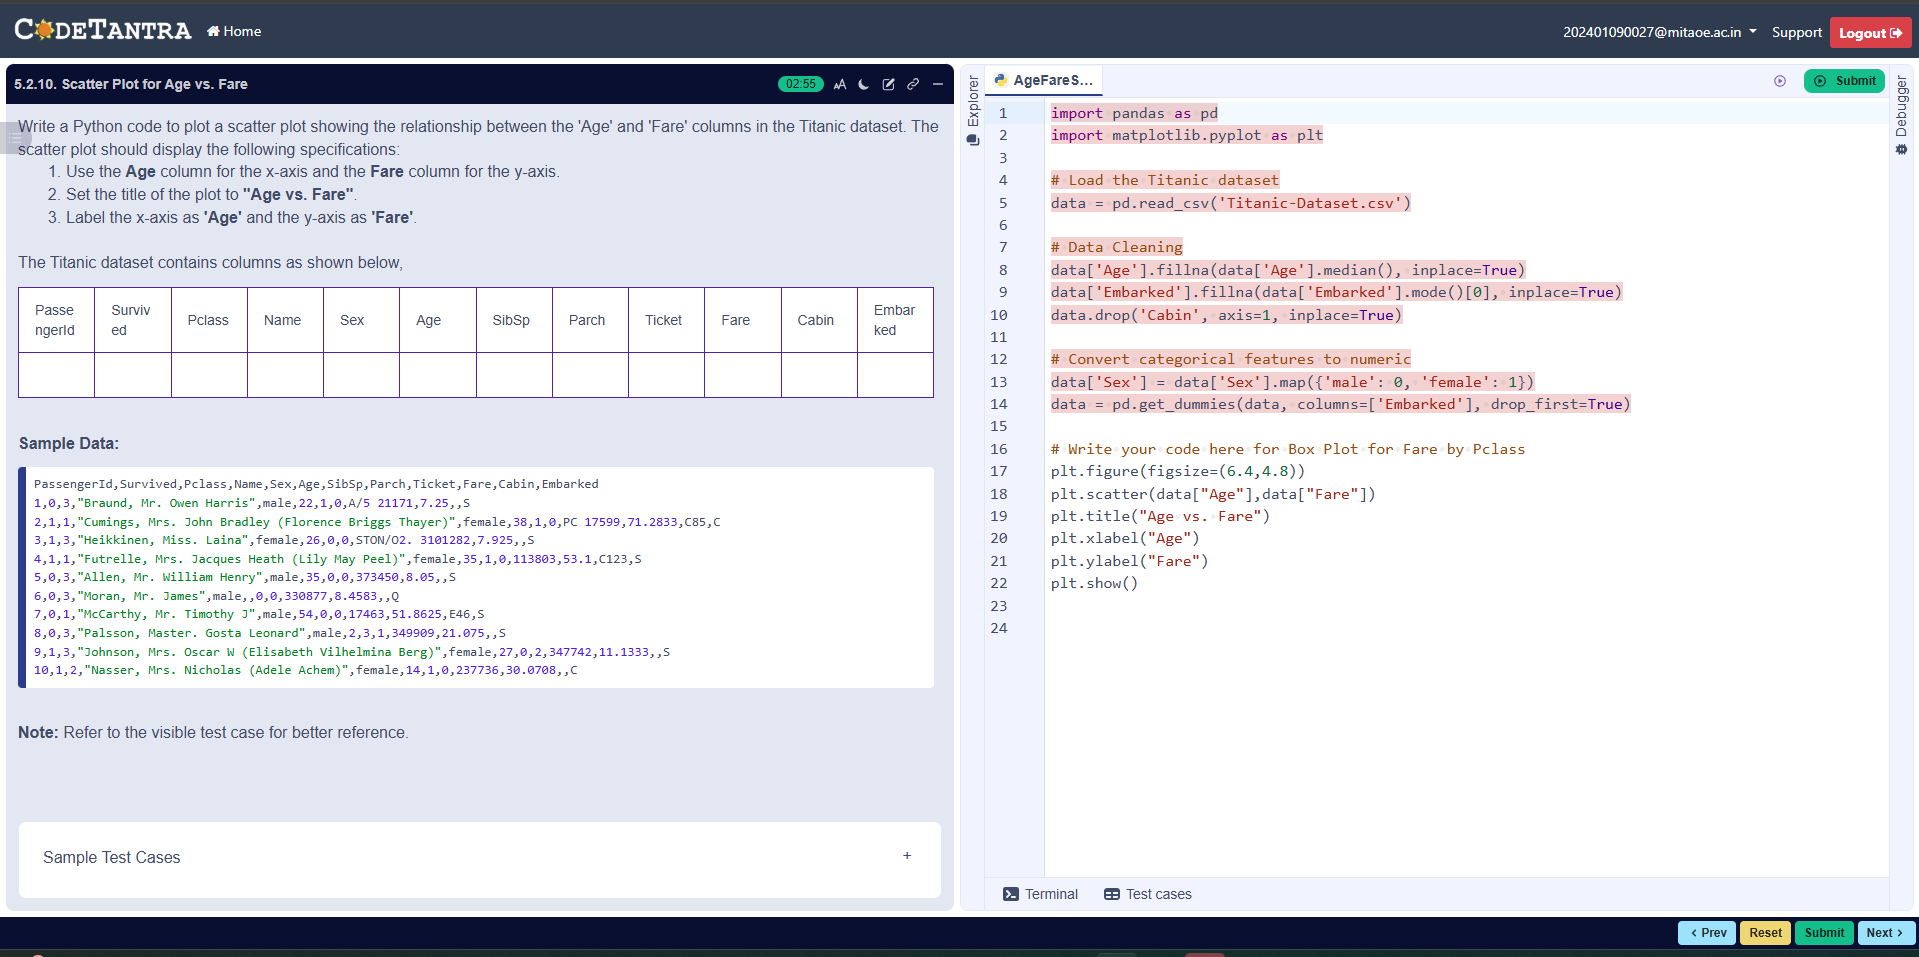 CODETANTRA Home
202401090027@mitaoe.ac.in Support Logout
5.2.10. Scatter Plot for Age vs. Fare 02:55 AA
Write a Python code to plot a scatter plot showing the relationship between the 'Age' and 'Fare' columns in the Titanic dataset. The
scatter plot should display the following specifications:
1. Use the Age column for the x-axis and the Fare column for the y-axis.
2. Set the title of the plot to "Age vs. Fare".
3. Label the x-axis as 'Age' and the y-axis as 'Fare'.
The Titanic dataset contains columns as shown below,
Passe
ngerId
Surviv
ed
Pclass
Name
Sex
Age
SibSp
Parch
Ticket
Fare
Cabin
Embar
ked
Sample Data:
PassengerId,Survived,Pclass,Name,Sex,Age,SibSp,Parch,Ticket,Fare,Cabin,Embarked
1,0,3,"Braund, Mr. Owen Harris",male,22,1,0,A/5 21171,7.25,,S
2,1,1,"Cumings, Mrs. John Bradley (Florence Briggs Thayer)",female,38,1,0,PC 17599,71.2833,C85,C
3,1,3,"Heikkinen, Miss. Laina",female,26,0,0,STON/O2. 3101282,7.925,,S
4,1,1,"Futrelle, Mrs. Jacques Heath (Lily May Peel)",female,35,1,0,113803,53.1,C123,S
5,0,3,"Allen, Mr. William Henry",male,35,0,0,373450,8.05,,S
6,0,3,"Moran, Mr. James",male,,0,0,330877,8.4583,,Q
7,0,1,"McCarthy, Mr. Timothy J",male,54,0,0,17463,51.8625,E46,S
8,0,3,"Palsson, Master. Gosta Leonard",male,2,3,1,349909,21.075,,S
9,1,3,"Johnson, Mrs. Oscar W (Elisabeth Vilhelmina Berg)",female,27,0,2,347742,11.1333,,S
10,1,2,"Nasser, Mrs. Nicholas (Adele Achem)",female,14,1,0,237736,30.0708,,C
Note: Refer to the visible test case for better reference.
Sample Test Cases +
Explorer
AgeFareS... Submit
Debugger
1 import pandas as pd
2 import matplotlib.pyplot as plt
3
4 # Load the Titanic dataset
5 data = pd.read_csv('Titanic-Dataset.csv')
6
7 # Data Cleaning
8 data['Age'].fillna(data['Age'].median(), inplace=True)
9 data['Embarked'].fillna(data['Embarked'].mode()[0], inplace=True)
10 data.drop('Cabin', axis=1, inplace=True)
11
12 # Convert categorical features to numeric
13 data['Sex'] = data['Sex'].map({'male': 0, 'female': 1})
14 data = pd.get_dummies(data, columns=['Embarked'], drop_first=True)
15
16 # Write your code here for Box Plot for Fare by Pclass
17 plt.figure(figsize=(6.4,4.8))
18 plt.scatter(data["Age"],data["Fare"])
19 plt.title("Age vs. Fare")
20 plt.xlabel("Age")
21 plt.ylabel("Fare")
22 plt.show()
23
24
Terminal Test cases
< Prev Reset Submit Next >